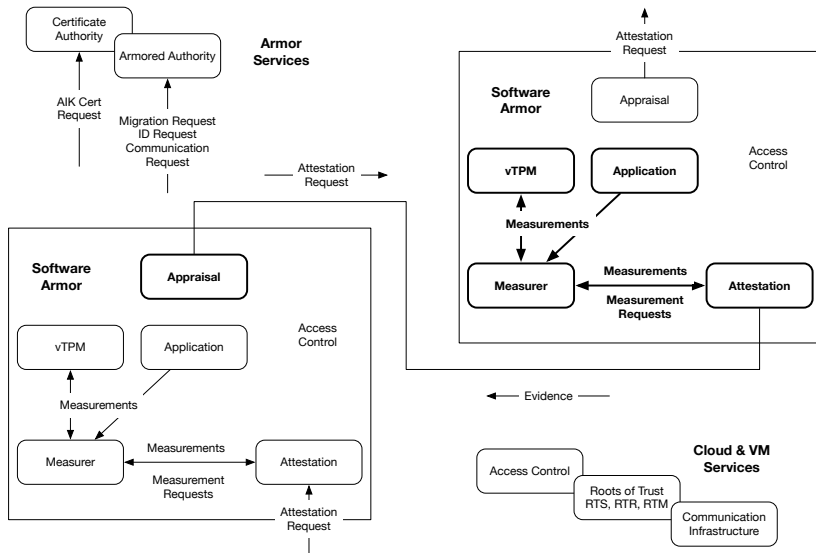 Certificate
Authority
Armored Authority
Armor
Services
AIK Cert
Request
Migration Request
ID Request
Communication
Request
Attestation
Request
Attestation
Request
Software
Armor
Appraisal
Access
Control
vTPM
Application
Measurements
Measurer
Measurements
Measurement
Requests
Attestation
Software
Armor
Appraisal
Access
Control
vTPM
Application
Measurements
Measurer
Measurements
Measurement
Requests
Attestation
Attestation
Request
Evidence
Cloud & VM
Services
Access Control
Roots of Trust
RTS, RTR, RTM
Communication
Infrastructure